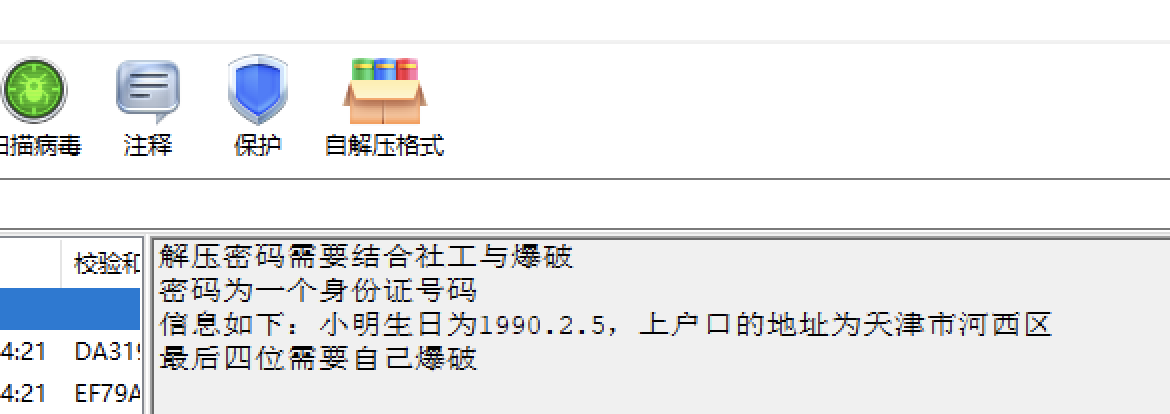 扫描病毒 注释 保护 自解压格式
校验和
解压密码需要结合社工与爆破
密码为一个身份证号码
信息如下：小明生日为1990.2.5，上户口的地址为天津市河西区
4:21 DA319
最后四位需要自己爆破
4:21 EF79A